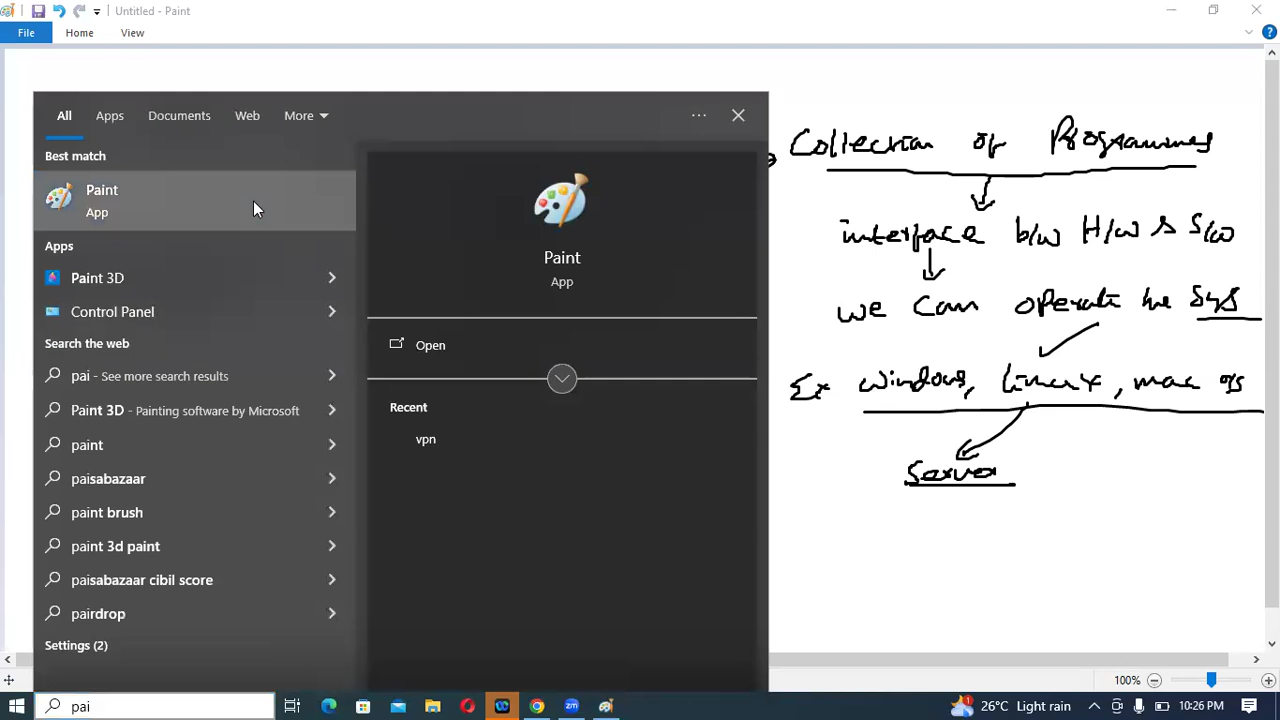 Untitled - Paint
File Home View
All Apps Documents Web More
Best match
Paint
App
Apps
Paint 3D
Control Panel
Search the web
pai - See more search results
Paint 3D - Painting software by Microsoft
paint
paisabazaar
paint brush
paint 3d paint
paisabazaar cibil score
pairdrop
Settings (2)
Paint
App
Open
Recent
vpn
Collection of Programmes
interface b/w H/w & S/w
we can operate the Sys
Ex Windows, Linux, mac os
Server
100%
pai
zm
zm
1
26°C Light rain
10:26 PM